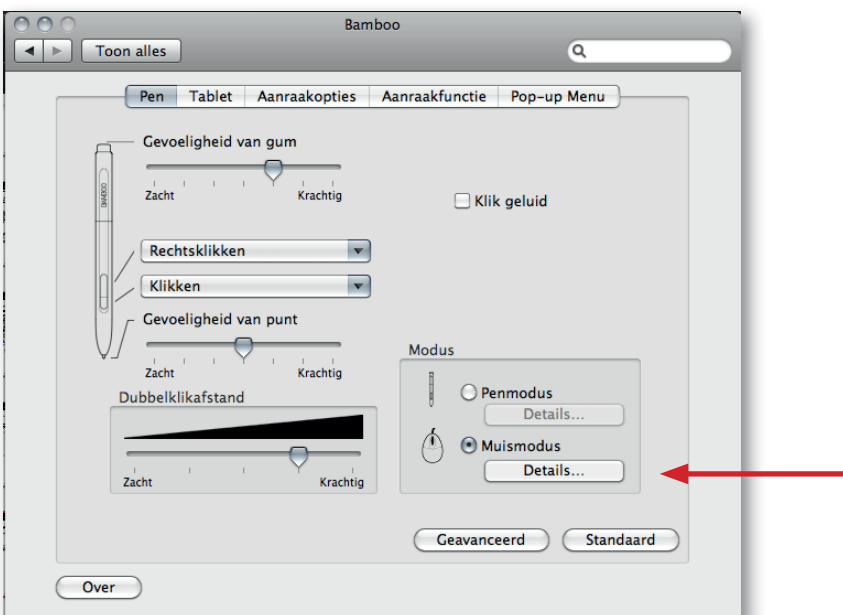 Bamboo
Toon alles
Pen Tablet Aanraakopties Aanraakfunctie Pop-up Menu
Gevoeligheid van gum
Zacht Krachtig
Klik geluid
BAMBOO
Rechtsklikken
Klikken
Gevoeligheid van punt
Zacht Krachtig
Modus
Penmodus
Details...
Dubbelklikafstand
Muismodus
Details...
Zacht Krachtig
Geavanceerd Standaard
Over